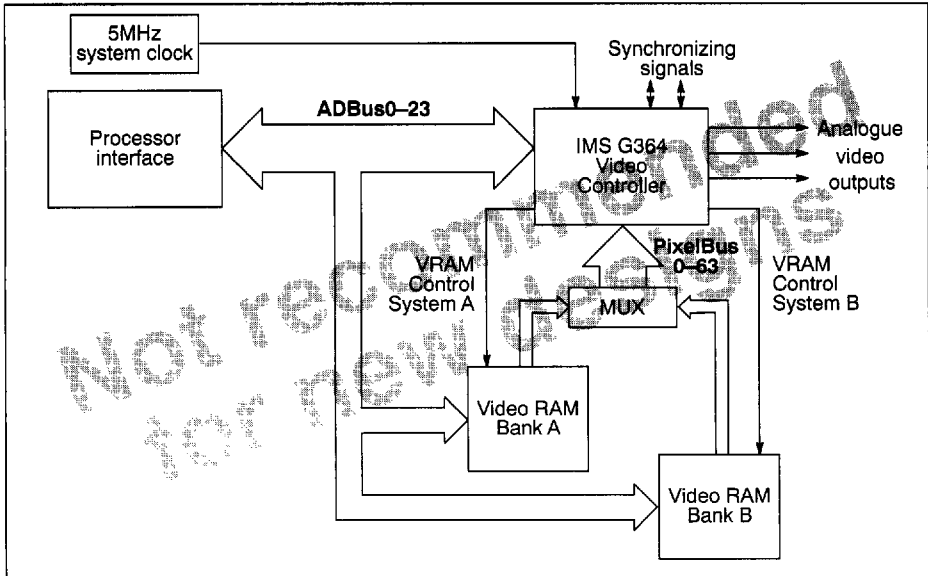 5MHz
system clock
Synchronizing
signals
ADBus0–23
Processor
interface
IMS G364
Video
Controller
Analogue
video
outputs
PixelBus
0–63
VRAM
Control
System A
VRAM
Control
System B
MUX
Video RAM
Bank A
Video RAM
Bank B
Not recommended
for new designs